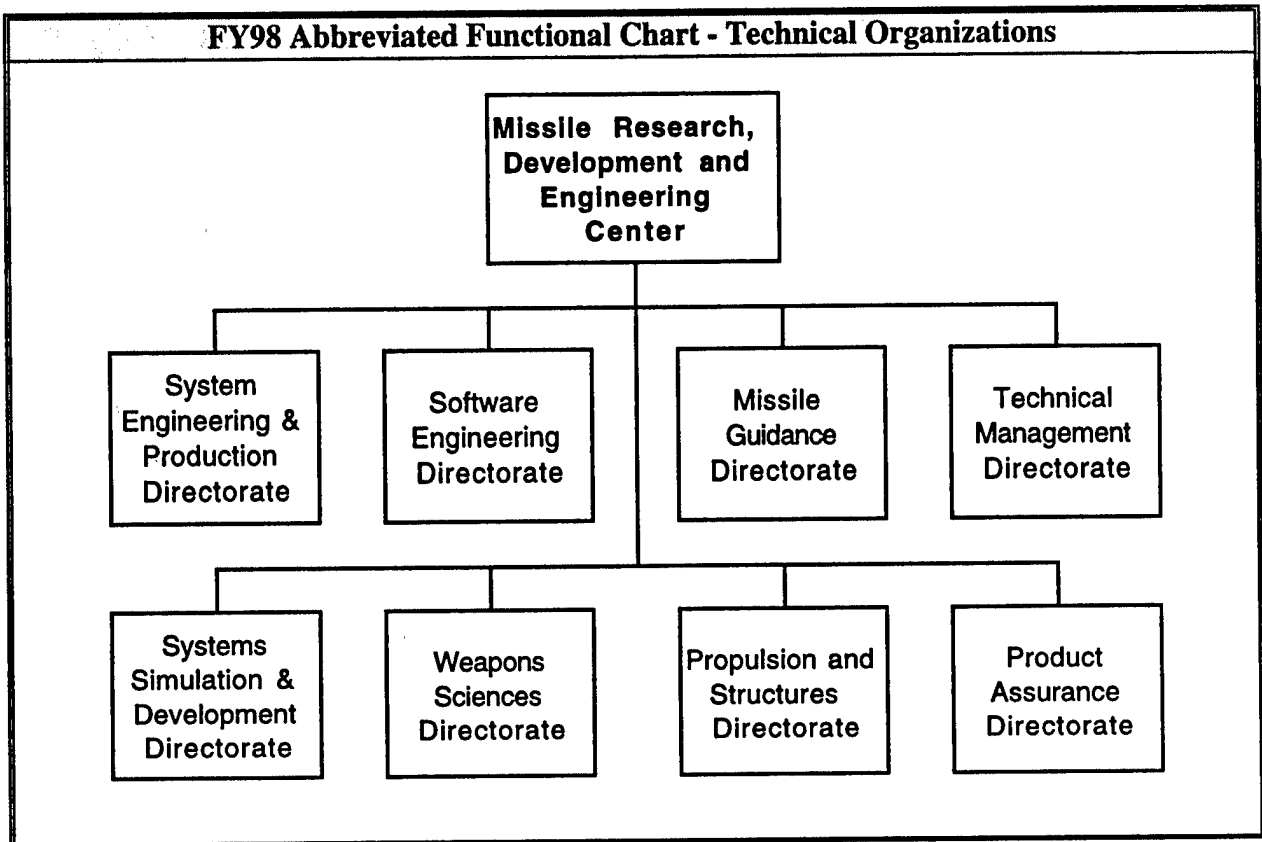 FY98 Abbreviated Functional Chart - Technical Organizations
Missile Research,
Development and
Engineering
Center
System
Engineering &
Production
Directorate
Software
Engineering
Directorate
Missile
Guidance
Directorate
Technical
Management
Directorate
Systems
Simulation &
Development
Directorate
Weapons
Sciences
Directorate
Propulsion and
Structures
Directorate
Product
Assurance
Directorate